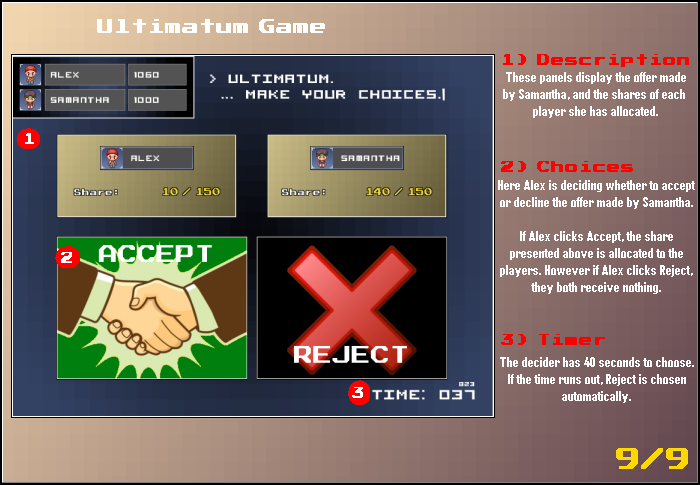 Ultimatum Game
ALEX 1060
SAMANTHA 1000
> ULTIMATUM.
... MAKE YOUR CHOICES.
1
ALEX
Share: 10 / 150
SAMANTHA
Share: 140 / 150
2
ACCEPT
REJECT
3
023
TIME: 037
1) Description
These panels display the offer made
by Samantha, and the shares of each
player she has allocated.
2) Choices
Here Alex is deciding whether to accept
or decline the offer made by Samantha.
If Alex clicks Accept, the share
presented above is allocated to the
players. However if Alex clicks Reject,
they both receive nothing.
3) Timer
The decider has 40 seconds to choose.
If the time runs out, Reject is chosen
automatically.
9/9